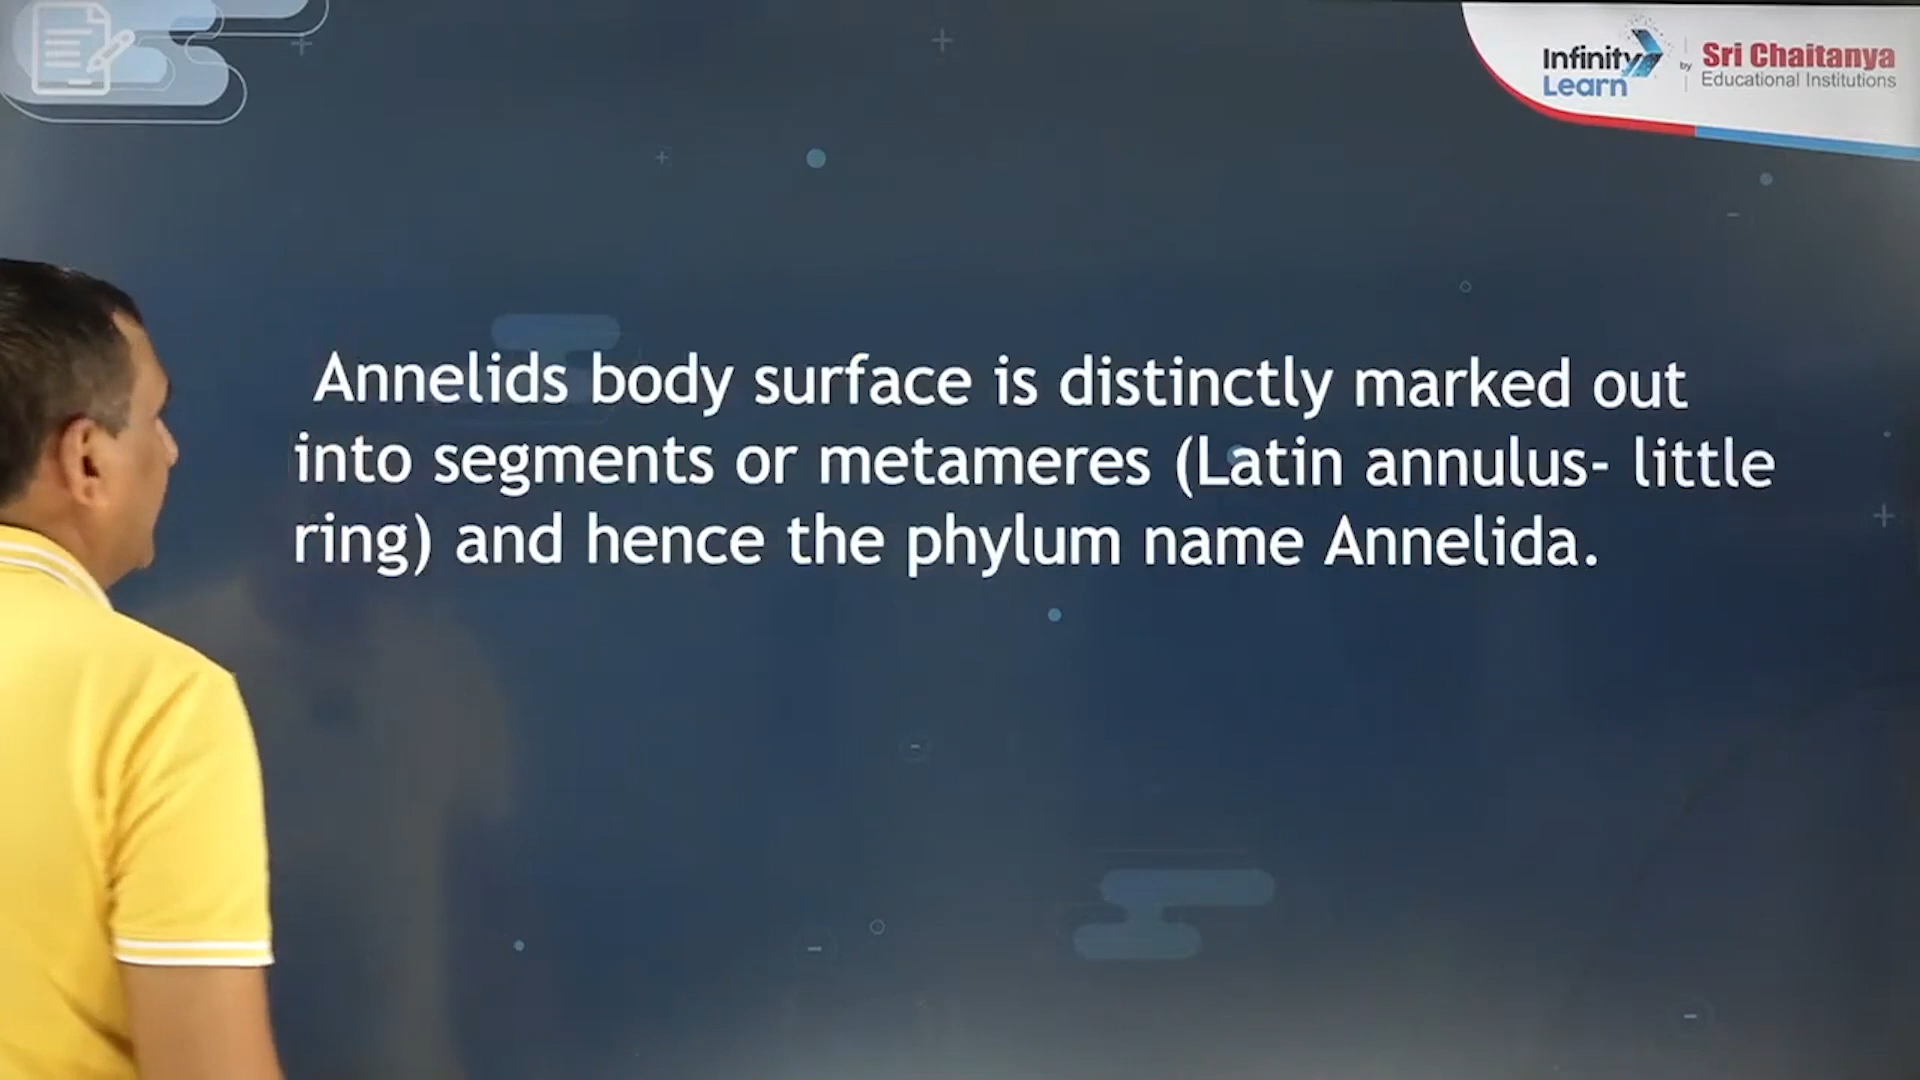 Infinity Learn
by
Sri Chaitanya
Educational Institutions
Annelids body surface is distinctly marked out
into segments or metameres (Latin annulus- little
ring) and hence the phylum name Annelida.